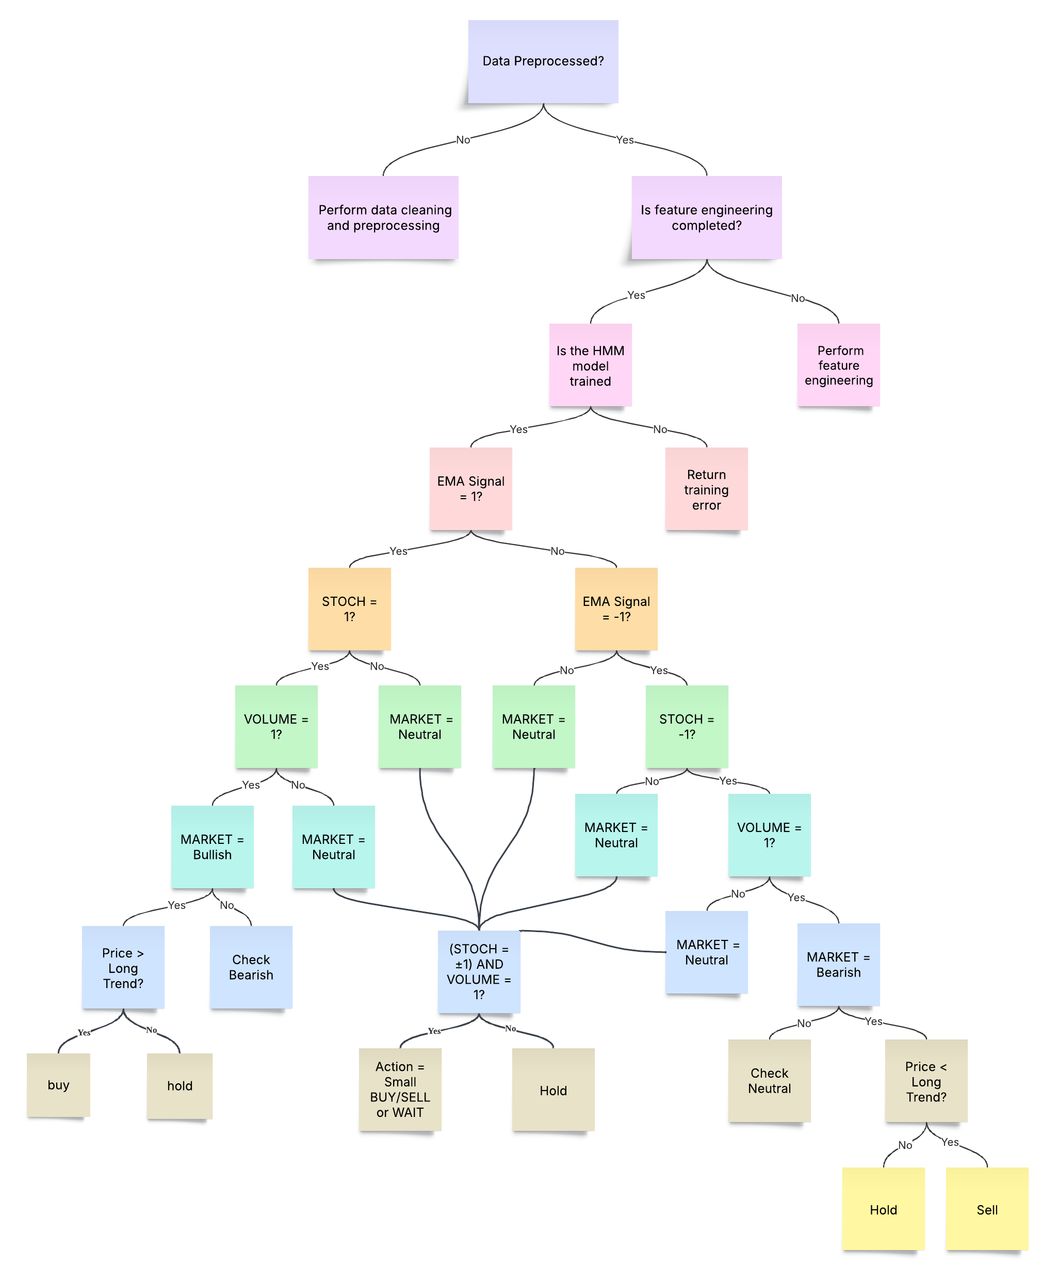 Data Preprocessed?
No
Yes
Perform data cleaning
and preprocessing
Is feature engineering
completed?
Yes
No
Is the HMM
model
trained
Perform
feature
engineering
Yes
No
EMA Signal
= 1?
Return
training
error
Yes
No
STOCH =
1?
EMA Signal
= -1?
Yes
No
No
Yes
VOLUME =
1?
MARKET =
Neutral
MARKET =
Neutral
STOCH =
-1?
Yes
No
No
Yes
MARKET =
Bullish
MARKET =
Neutral
MARKET =
Neutral
VOLUME =
1?
Yes
No
No
Yes
Price >
Long
Trend?
Check
Bearish
(STOCH =
±1) AND
VOLUME =
1?
MARKET =
Neutral
MARKET =
Bearish
Yes
No
Yes
No
No
Yes
buy
hold
Action =
Small
BUY/SELL
or WAIT
Hold
Check
Neutral
Price <
Long
Trend?
No
Yes
Hold
Sell